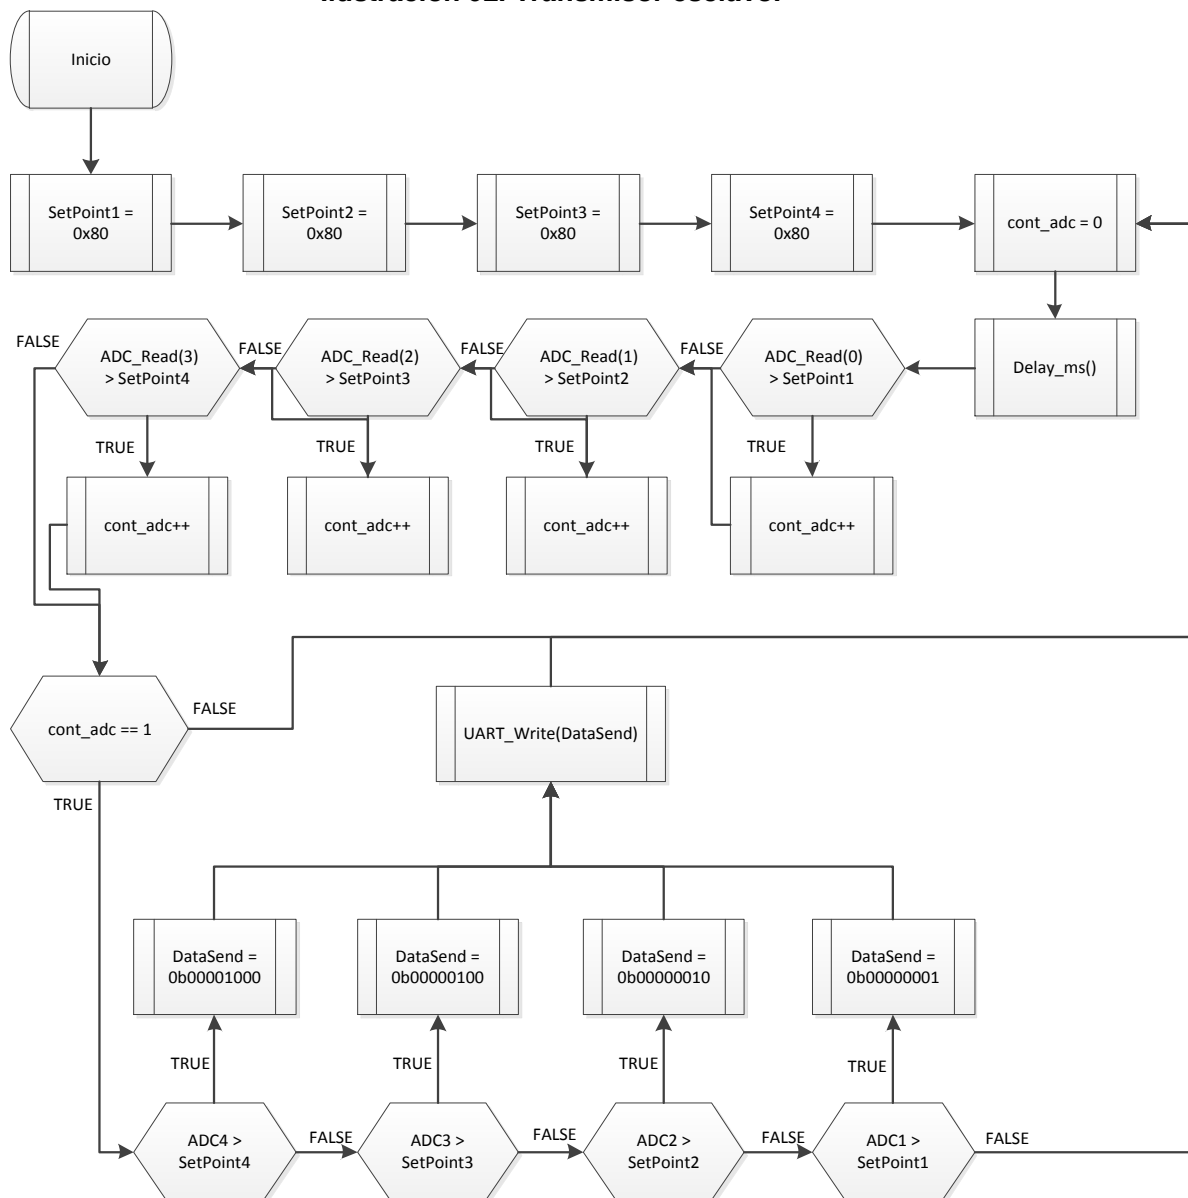 Inicio
SetPoint1 =
0x80
SetPoint2 =
0x80
SetPoint3 =
0x80
SetPoint4 =
0x80
cont_adc = 0
FALSE
ADC_Read(3)
> SetPoint4
FALSE
ADC_Read(2)
> SetPoint3
FALSE
ADC_Read(1)
> SetPoint2
FALSE
ADC_Read(0)
> SetPoint1
Delay_ms()
TRUE
TRUE
TRUE
TRUE
cont_adc++
cont_adc++
cont_adc++
cont_adc++
cont_adc == 1
FALSE
UART_Write(DataSend)
TRUE
DataSend =
0b00001000
DataSend =
0b00000100
DataSend =
0b00000010
DataSend =
0b00000001
TRUE
TRUE
TRUE
TRUE
ADC4 >
SetPoint4
FALSE
ADC3 >
SetPoint3
FALSE
ADC2 >
SetPoint2
FALSE
ADC1 >
SetPoint1
FALSE